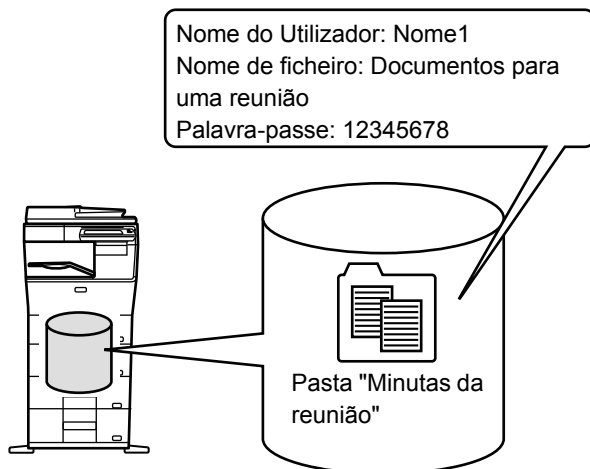 Nome do Utilizador: Nome1
Nome de ficheiro: Documentos para
uma reunião
Palavra-passe: 12345678
Pasta "Minutas da
reunião"